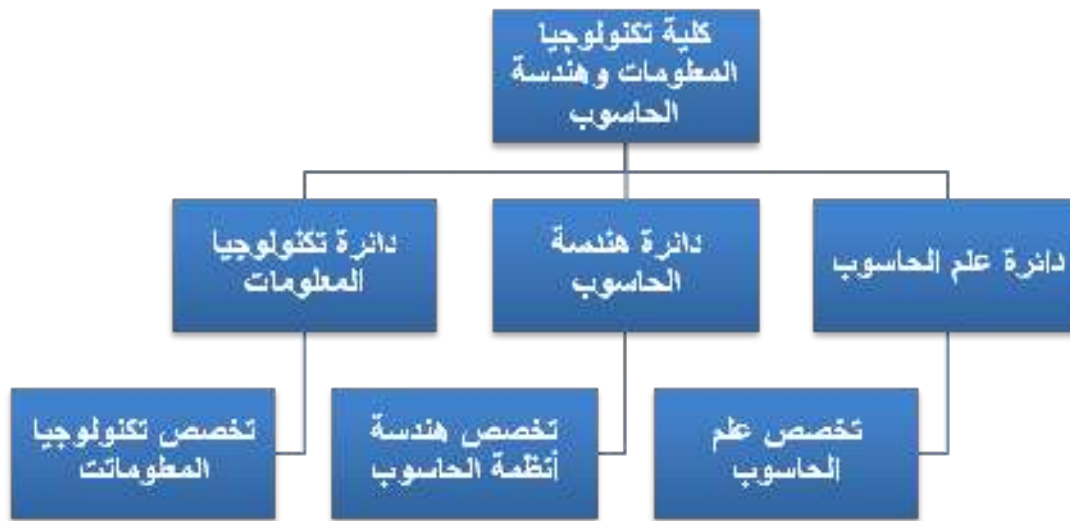 كلية تكنولوجيا
المعلومات وهندسة
الحاسوب
دائرة علم الحاسوب
دائرة هندسة
الحاسوب
دائرة تكنولوجيا
المعلومات
تخصص علم
الحاسوب
تخصص هندسة
أنظمة الحاسوب
تخصص تكنولوجيا
المعطوماتت